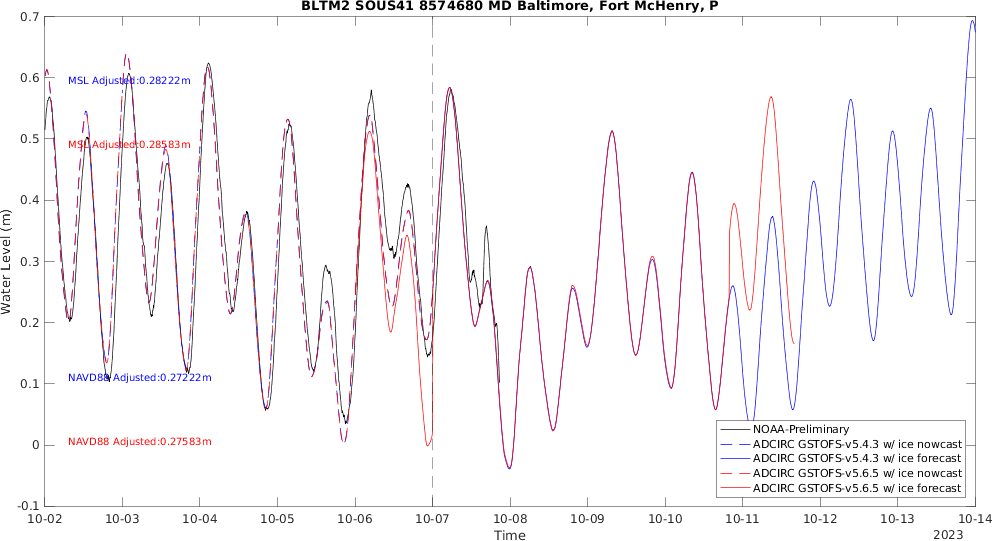 BLTM2 SOUS41 8574680 MD Baltimore, Fort McHenry, P
0.7
0.6
0.5
0.4
0.3
0.2
0.1
0
-0.1
Water Level (m)
MSL Adjusted:0.28222m
MSL Adjusted:0.28583m
NAVD88 Adjusted:0.27222m
NAVD88 Adjusted:0.27583m
NOAA-Preliminary
ADCIRC GSTOFS-v5.4.3 w/ ice nowcast
ADCIRC GSTOFS-v5.4.3 w/ ice forecast
ADCIRC GSTOFS-v5.6.5 w/ ice nowcast
ADCIRC GSTOFS-v5.6.5 w/ ice forecast
10-02 10-03 10-04 10-05 10-06 10-07 10-08 10-09 10-10 10-11 10-12 10-13 10-14
Time
2023